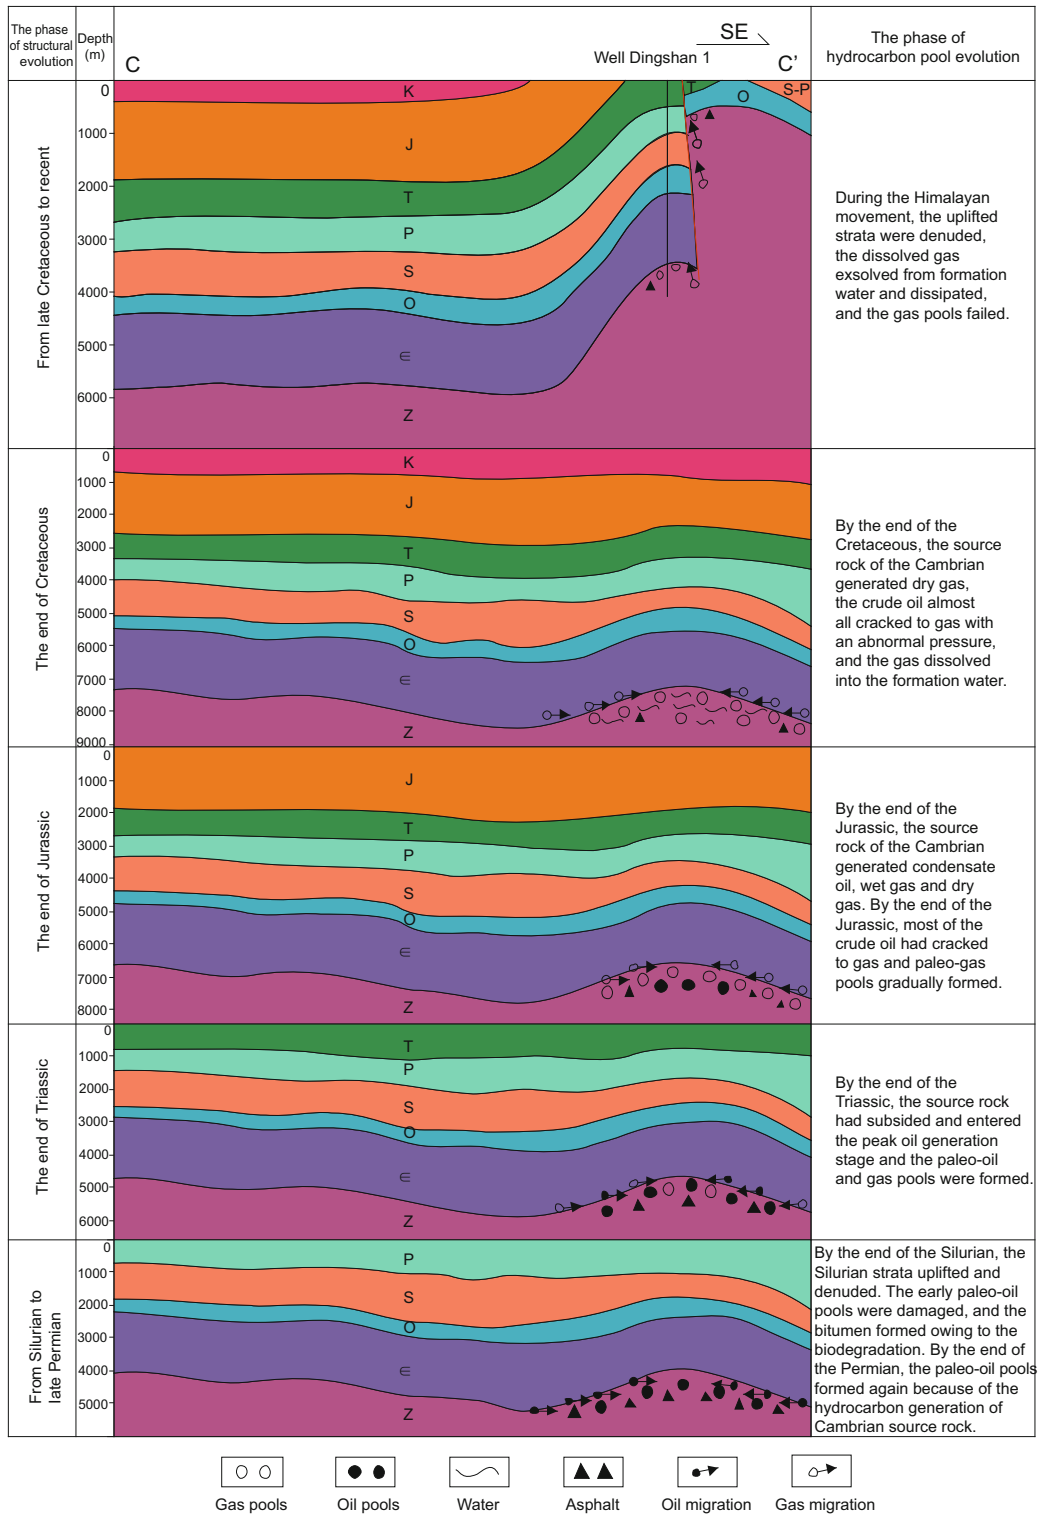 The phase
of structural
evolution
Depth
(m)
C
SE
Well Dingshan 1
C’
The phase of
hydrocarbon pool evolution
From late Cretaceous to recent
0
1000
2000
3000
4000
5000
6000
K
J
T
P
S
O
∈
Z
T
O
S-P
During the Himalayan
movement, the uplifted
strata were denuded,
the dissolved gas
exsolved from formation
water and dissipated,
and the gas pools failed.
The end of Cretaceous
0
1000
2000
3000
4000
5000
6000
7000
8000
9000
K
J
T
P
S
O
∈
Z
By the end of the
Cretaceous, the source
rock of the Cambrian
generated dry gas,
the crude oil almost
all cracked to gas with
an abnormal pressure,
and the gas dissolved
into the formation water.
The end of Jurassic
0
1000
2000
3000
4000
5000
6000
7000
8000
J
T
P
S
O
∈
Z
By the end of the
Jurassic, the source
rock of the Cambrian
generated condensate
oil, wet gas and dry
gas. By the end of the
Jurassic, most of the
crude oil had cracked
to gas and paleo-gas
pools gradually formed.
The end of Triassic
0
1000
2000
3000
4000
5000
6000
T
P
S
O
∈
Z
By the end of the
Triassic, the source rock
had subsided and entered
the peak oil generation
stage and the paleo-oil
and gas pools were formed.
From Silurian to
late Permian
0
1000
2000
3000
4000
5000
P
S
O
∈
Z
By the end of the Silurian, the
Silurian strata uplifted and
denuded. The early paleo-oil
pools were damaged, and the
bitumen formed owing to the
biodegradation. By the end of
the Permian, the paleo-oil pools
formed again because of the
hydrocarbon generation of
Cambrian source rock.
Gas pools
Oil pools
Water
Asphalt
Oil migration
Gas migration